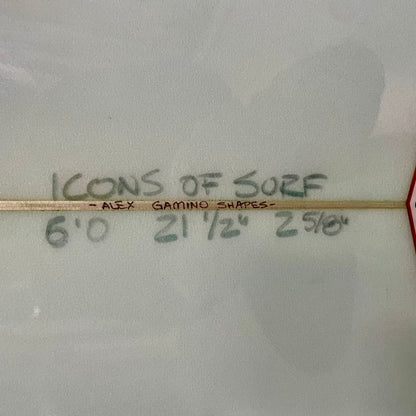 ICONS OF SURF
- ALEX GAMINO SHAPES -
6'0 21 1/2" 2 5/8"